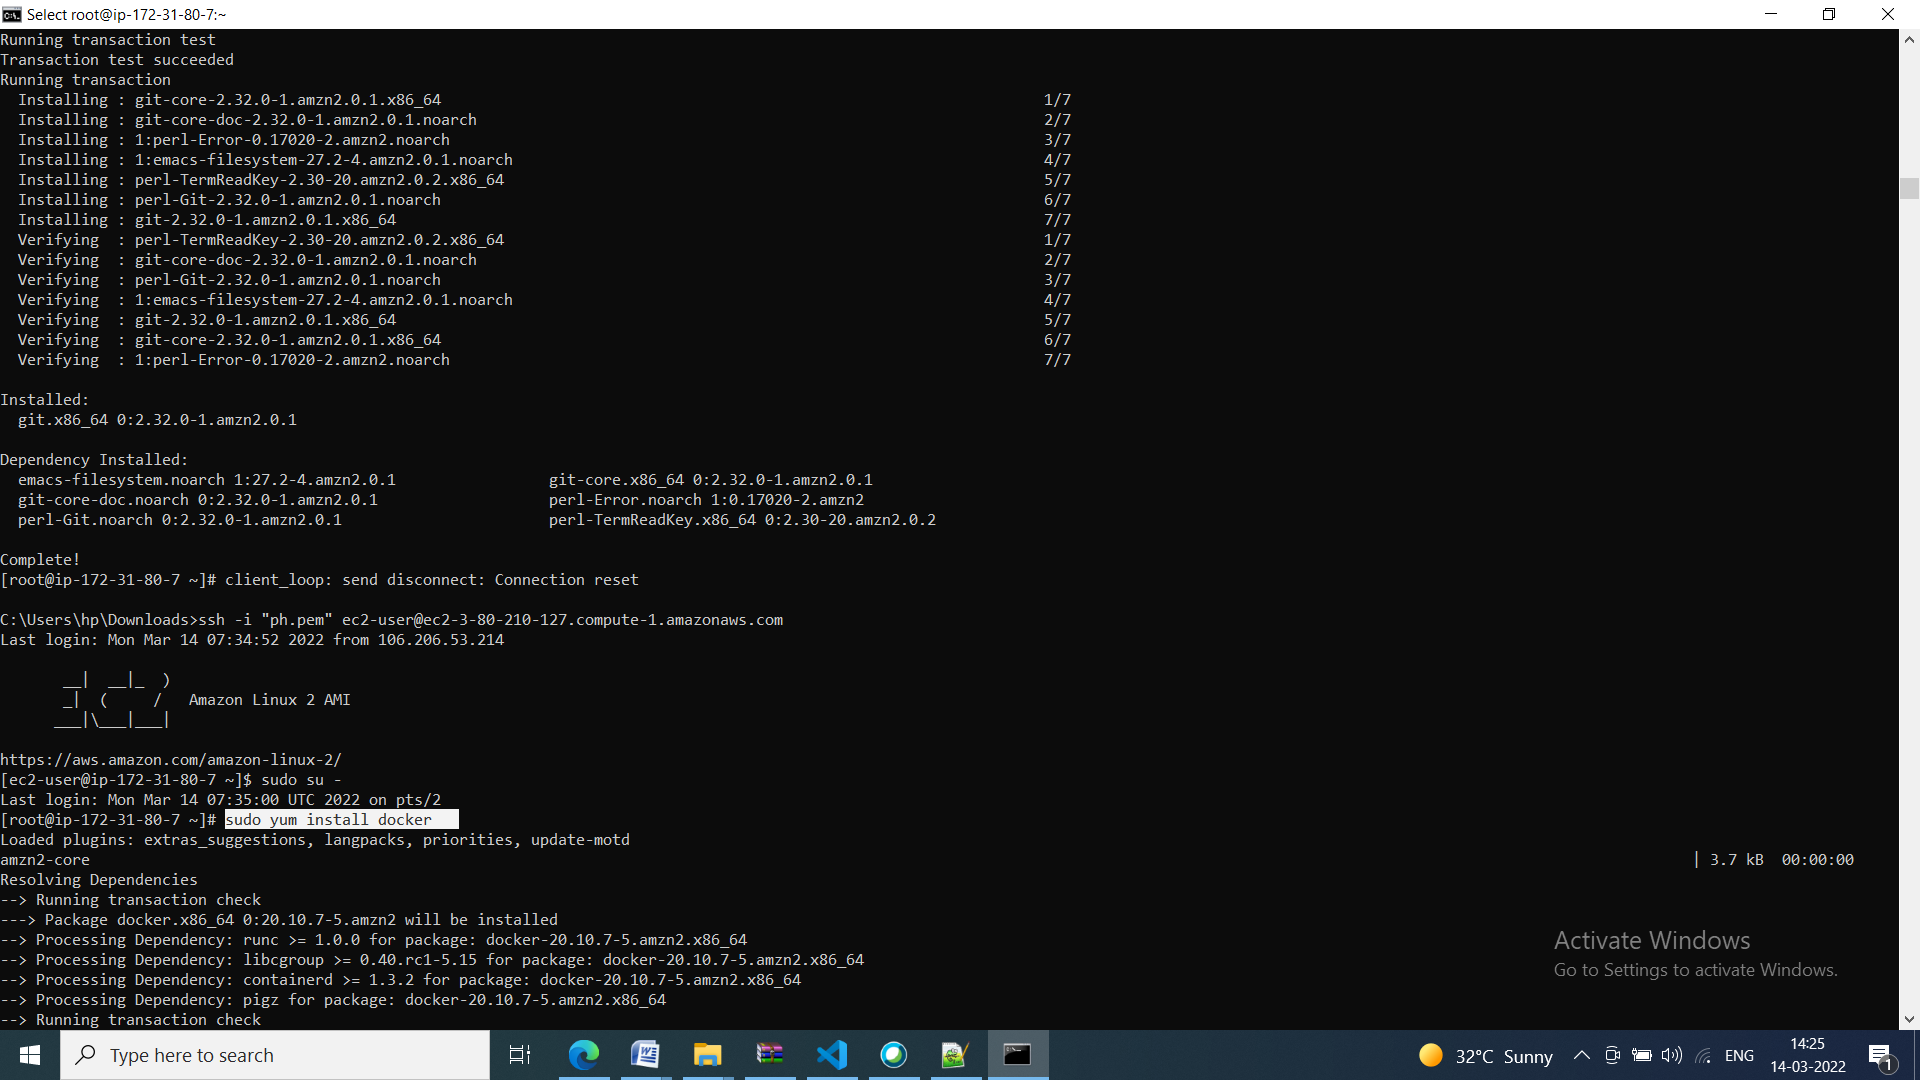 Select root@ip-172-31-80-7:~
Running transaction test
Transaction test succeeded
Running transaction
  Installing : git-core-2.32.0-1.amzn2.0.1.x86_64 1/7
  Installing : git-core-doc-2.32.0-1.amzn2.0.1.noarch 2/7
  Installing : 1:perl-Error-0.17020-2.amzn2.noarch 3/7
  Installing : 1:emacs-filesystem-27.2-4.amzn2.0.1.noarch 4/7
  Installing : perl-TermReadKey-2.30-20.amzn2.0.2.x86_64 5/7
  Installing : perl-Git-2.32.0-1.amzn2.0.1.noarch 6/7
  Installing : git-2.32.0-1.amzn2.0.1.x86_64 7/7
  Verifying  : perl-TermReadKey-2.30-20.amzn2.0.2.x86_64 1/7
  Verifying  : git-core-doc-2.32.0-1.amzn2.0.1.noarch 2/7
  Verifying  : perl-Git-2.32.0-1.amzn2.0.1.noarch 3/7
  Verifying  : 1:emacs-filesystem-27.2-4.amzn2.0.1.noarch 4/7
  Verifying  : git-2.32.0-1.amzn2.0.1.x86_64 5/7
  Verifying  : git-core-2.32.0-1.amzn2.0.1.x86_64 6/7
  Verifying  : 1:perl-Error-0.17020-2.amzn2.noarch 7/7
Installed:
  git.x86_64 0:2.32.0-1.amzn2.0.1
Dependency Installed:
  emacs-filesystem.noarch 1:27.2-4.amzn2.0.1 git-core.x86_64 0:2.32.0-1.amzn2.0.1
  git-core-doc.noarch 0:2.32.0-1.amzn2.0.1 perl-Error.noarch 1:0.17020-2.amzn2
  perl-Git.noarch 0:2.32.0-1.amzn2.0.1 perl-TermReadKey.x86_64 0:2.30-20.amzn2.0.2
Complete!
[root@ip-172-31-80-7 ~]# client_loop: send disconnect: Connection reset
C:\Users\hp\Downloads>ssh -i "ph.pem" ec2-user@ec2-3-80-210-127.compute-1.amazonaws.com
Last login: Mon Mar 14 07:34:52 2022 from 106.206.53.214
       __|  __|_  )
       _|  (     /   Amazon Linux 2 AMI
      ___|\___|___|
https://aws.amazon.com/amazon-linux-2/
[ec2-user@ip-172-31-80-7 ~]$ sudo su -
Last login: Mon Mar 14 07:35:00 UTC 2022 on pts/2
[root@ip-172-31-80-7 ~]# sudo yum install docker
Loaded plugins: extras_suggestions, langpacks, priorities, update-motd
amzn2-core | 3.7 kB  00:00:00
Resolving Dependencies
--> Running transaction check
---> Package docker.x86_64 0:20.10.7-5.amzn2 will be installed
--> Processing Dependency: runc >= 1.0.0 for package: docker-20.10.7-5.amzn2.x86_64
--> Processing Dependency: libcgroup >= 0.40.rc1-5.15 for package: docker-20.10.7-5.amzn2.x86_64
--> Processing Dependency: containerd >= 1.3.2 for package: docker-20.10.7-5.amzn2.x86_64
--> Processing Dependency: pigz for package: docker-20.10.7-5.amzn2.x86_64
--> Running transaction check
Activate Windows
Go to Settings to activate Windows.
Type here to search
32°C  Sunny
ENG
14:25
14-03-2022
1